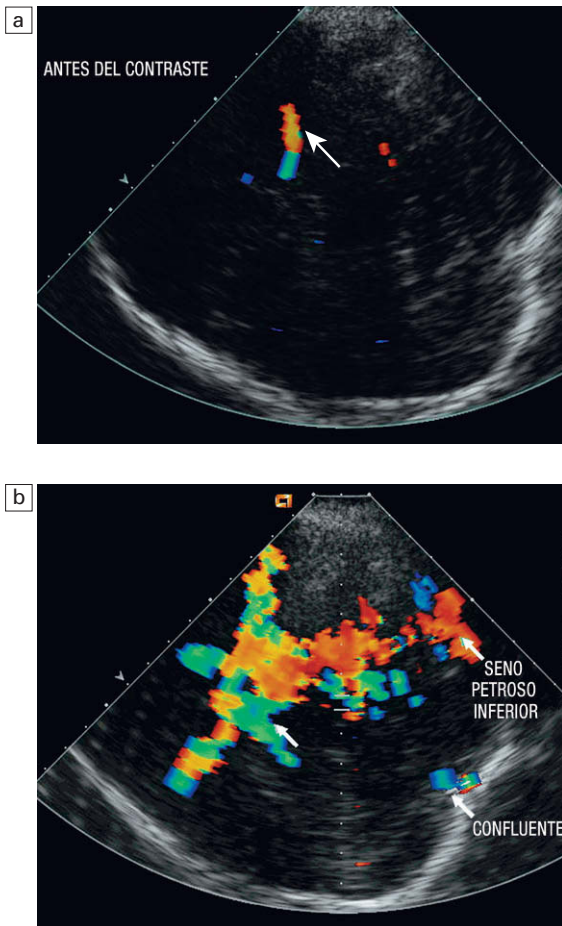 a
ANTES DEL CONTRASTE
b
SENO
PETROSO
INFERIOR
CONFLUENTE